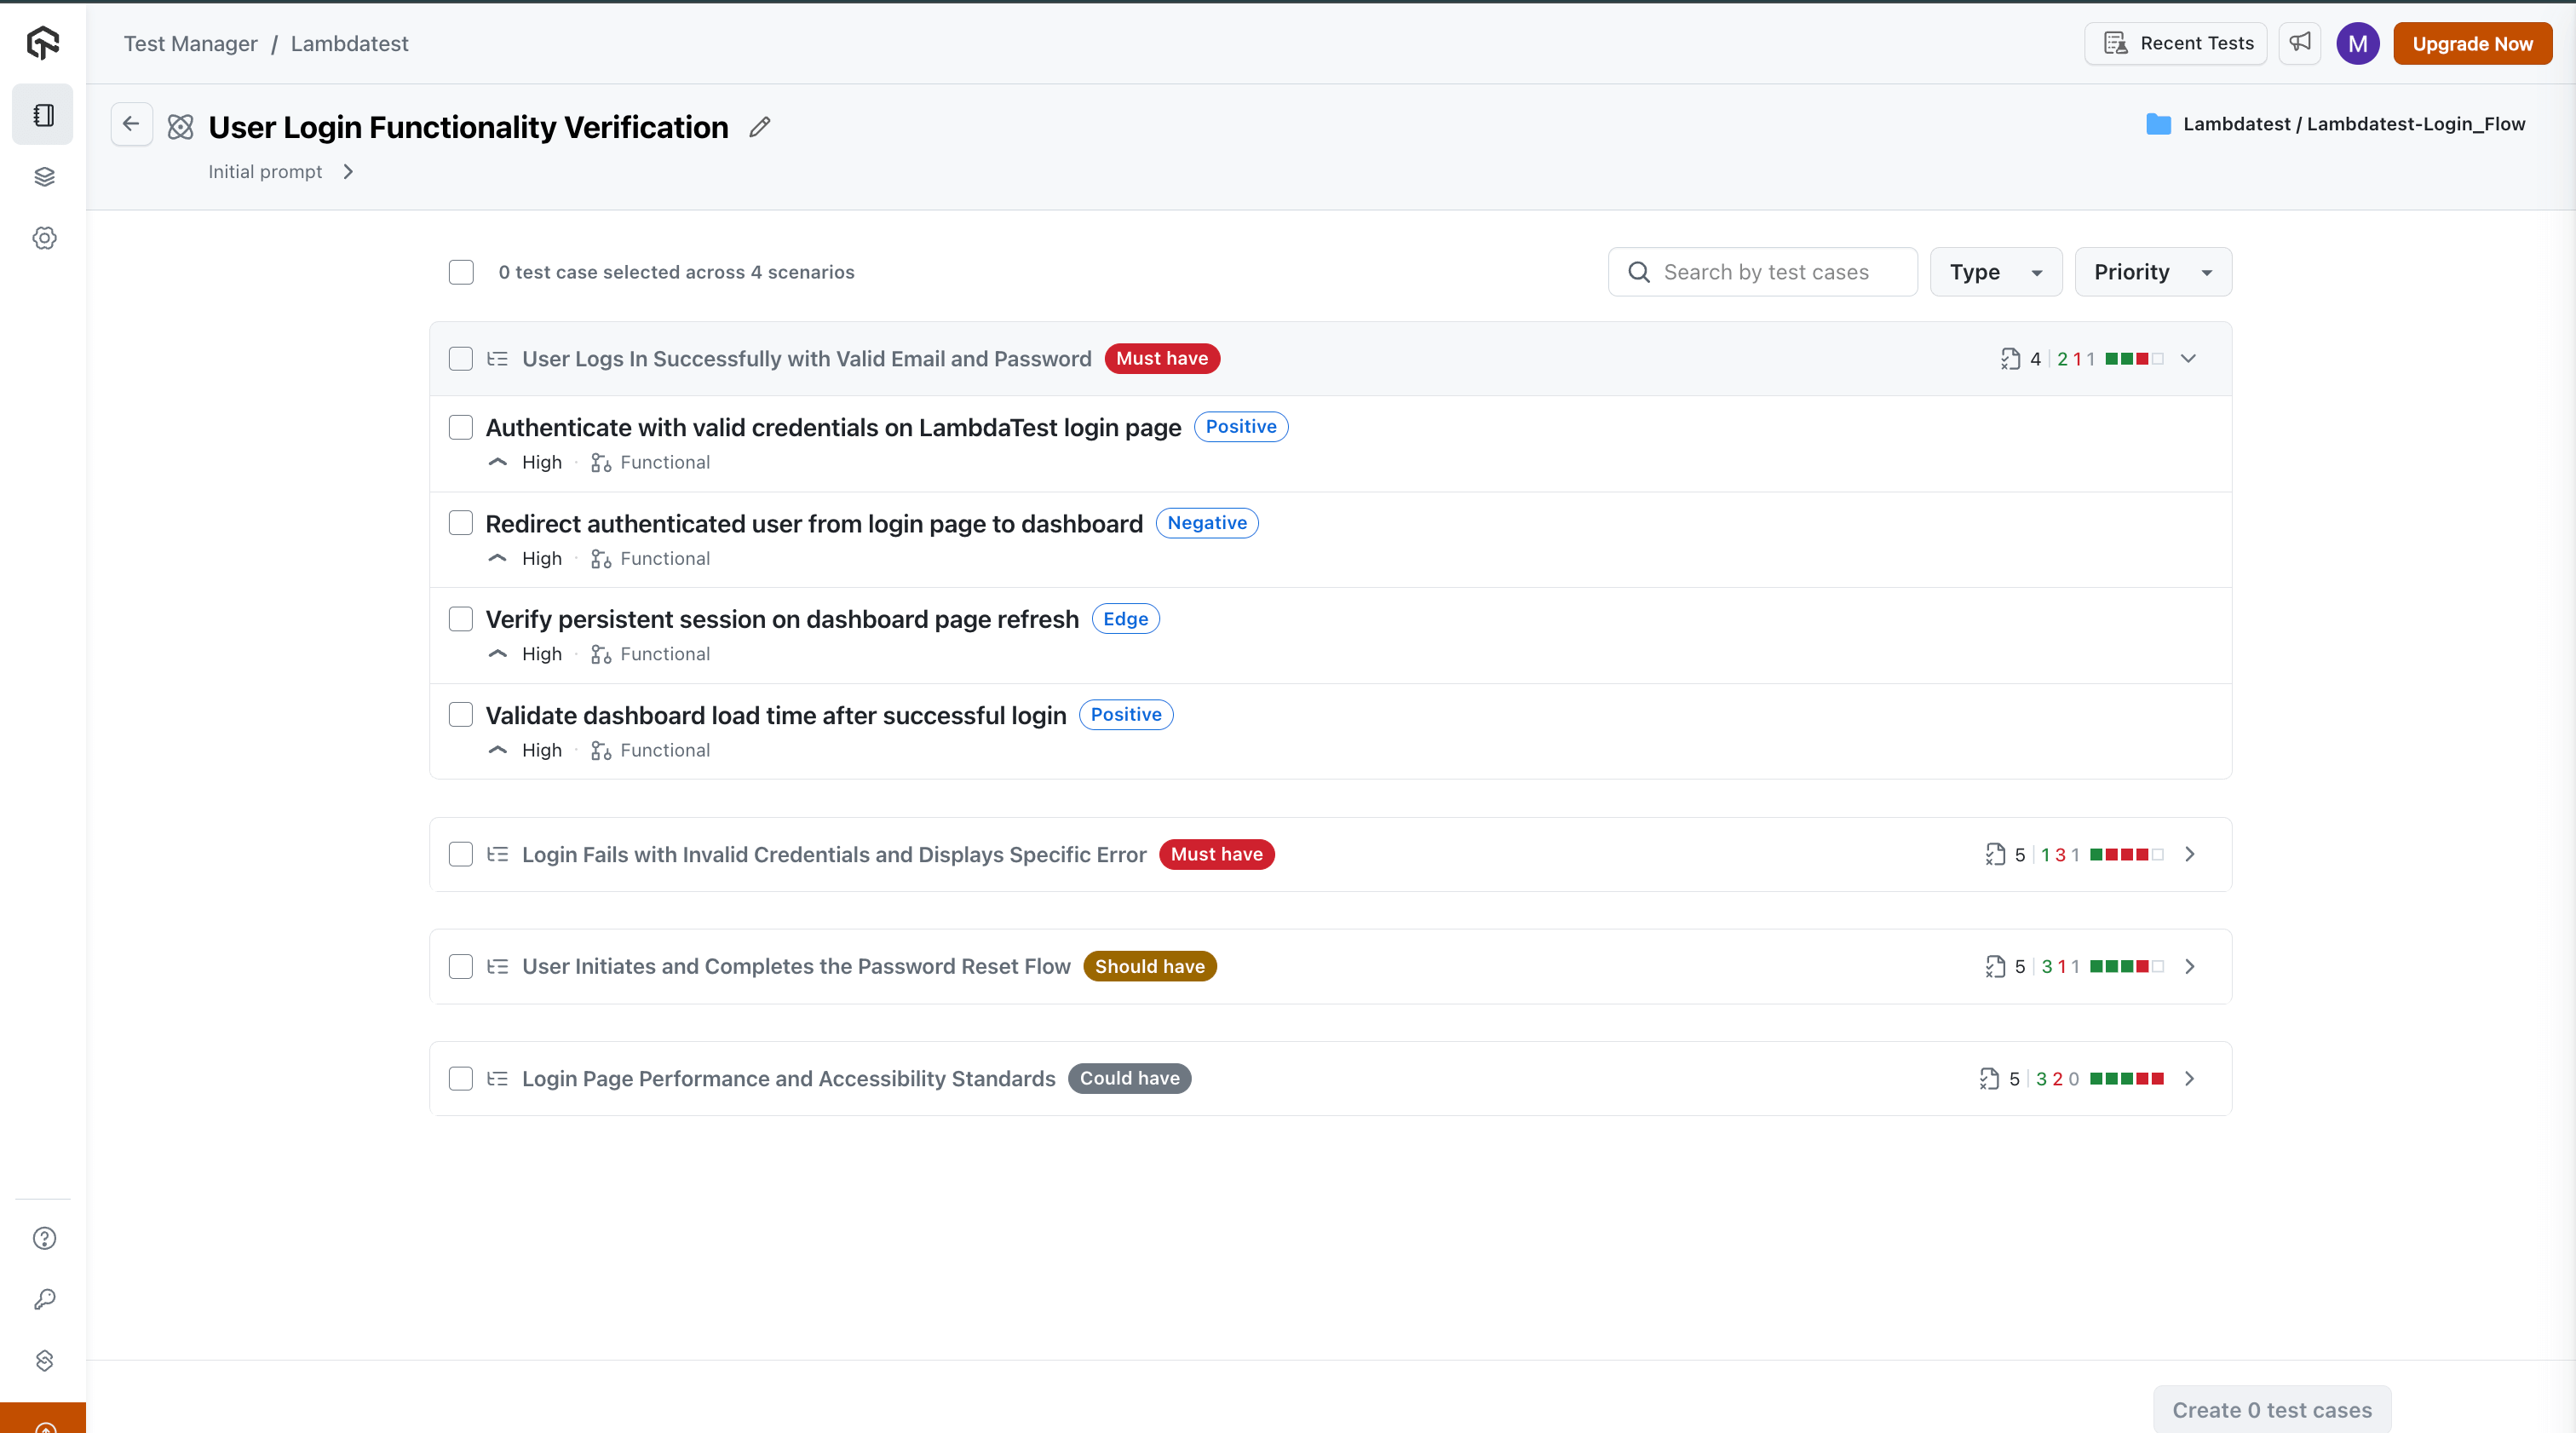 Test Manager / Lambdatest
Recent Tests
M
Upgrade Now
User Login Functionality Verification
Lambdatest / Lambdatest-Login_Flow
Initial prompt
0 test case selected across 4 scenarios
Search by test cases
Type
Priority
User Logs In Successfully with Valid Email and Password Must have 4 2 1 1
Authenticate with valid credentials on LambdaTest login page Positive
High · Functional
Redirect authenticated user from login page to dashboard Negative
High · Functional
Verify persistent session on dashboard page refresh Edge
High · Functional
Validate dashboard load time after successful login Positive
High · Functional
Login Fails with Invalid Credentials and Displays Specific Error Must have 5 1 3 1
User Initiates and Completes the Password Reset Flow Should have 5 3 1 1
Login Page Performance and Accessibility Standards Could have 5 3 2 0
Create 0 test cases